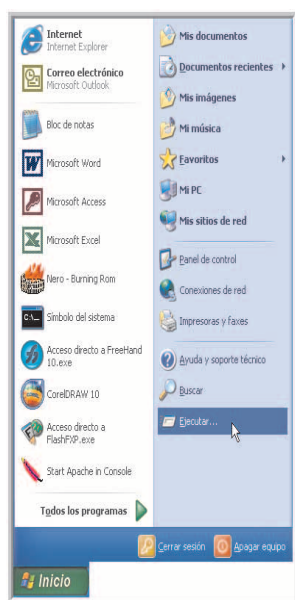 Internet
Internet Explorer
Correo electrónico
Microsoft Outlook
Bloc de notas
Microsoft Word
Microsoft Access
Microsoft Excel
Nero - Burning Rom
Símbolo del sistema
Acceso directo a FreeHand
10.exe
CorelDRAW 10
Acceso directo a
FlashFXP.exe
Start Apache in Console
Todos los programas
Mis documentos
Documentos recientes
Mis imágenes
Mi música
Favoritos
Mi PC
Mis sitios de red
Panel de control
Conexiones de red
Impresoras y faxes
Ayuda y soporte técnico
Buscar
Ejecutar...
Cerrar sesión
Apagar equipo
Inicio